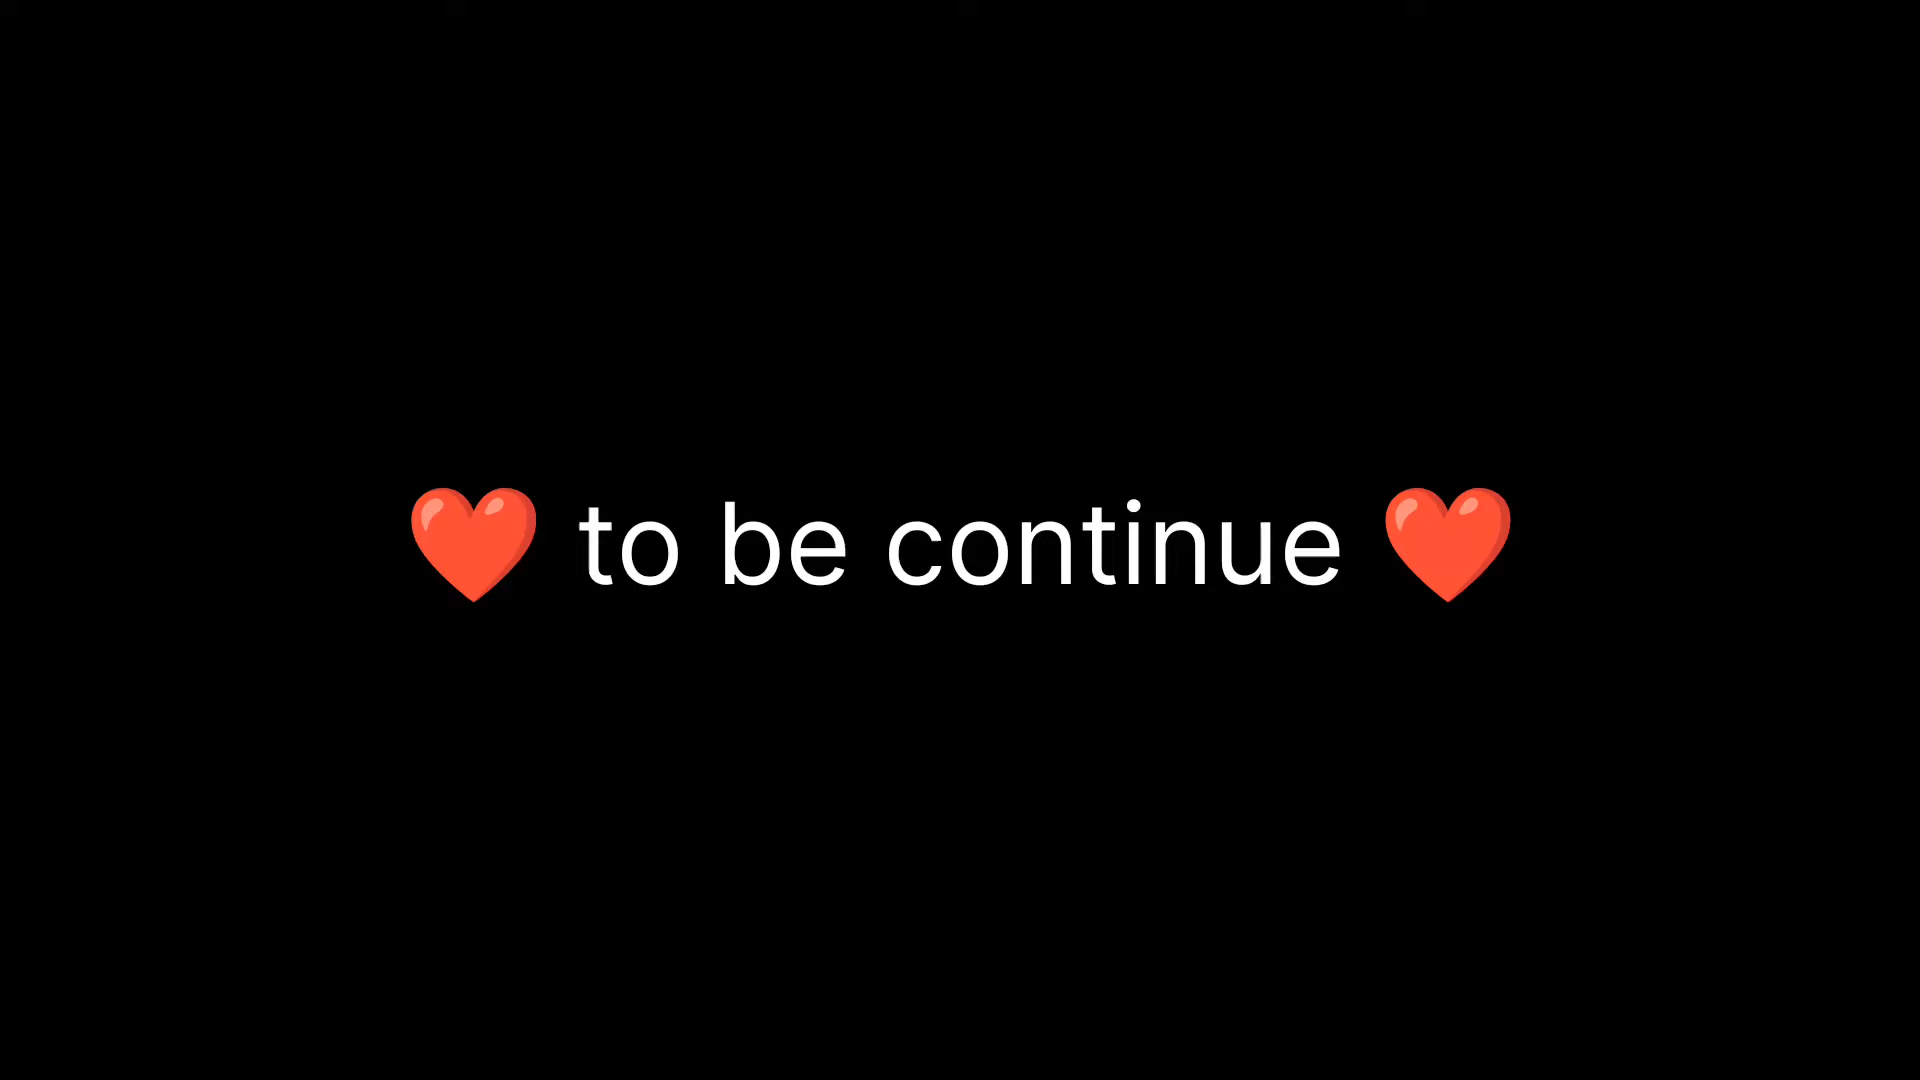 ❤️ to be continue ❤️